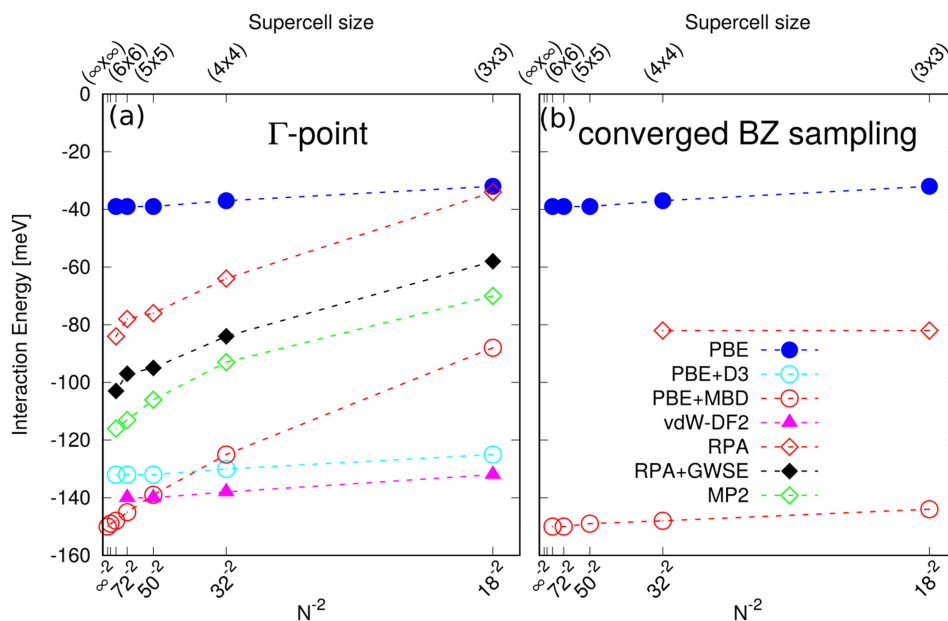 Supercell size
Supercell size
(∞x∞)
(6x6)
(5x5)
(4x4)
(3x3)
(∞x∞)
(6x6)
(5x5)
(4x4)
(3x3)
0
-20
-40
-60
-80
-100
-120
-140
-160
Interaction Energy [meV]
(a)
Γ-point
(b)
converged BZ sampling
PBE
PBE+D3
PBE+MBD
vdW-DF2
RPA
RPA+GWSE
MP2
∞⁻²
72⁻²
50⁻²
32⁻²
18⁻²
∞⁻²
72⁻²
50⁻²
32⁻²
18⁻²
N⁻²
N⁻²